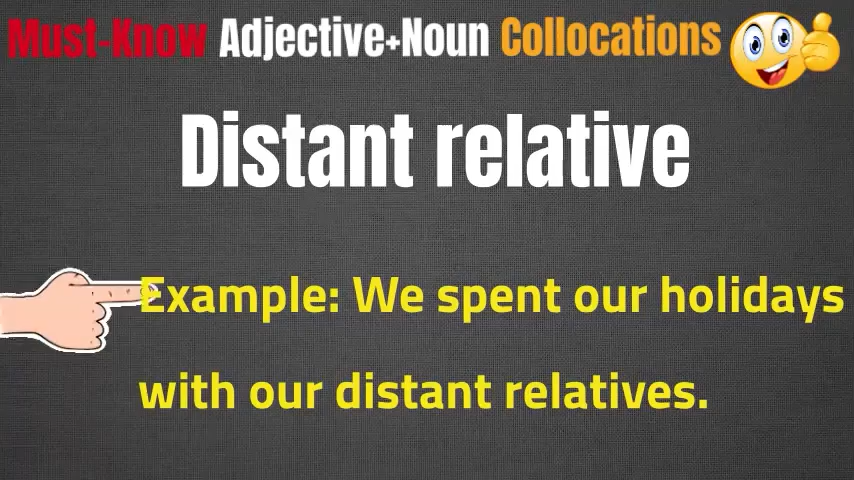 Must-Know Adjective+Noun Collocations
Distant relative
Example: We spent our holidays
with our distant relatives.